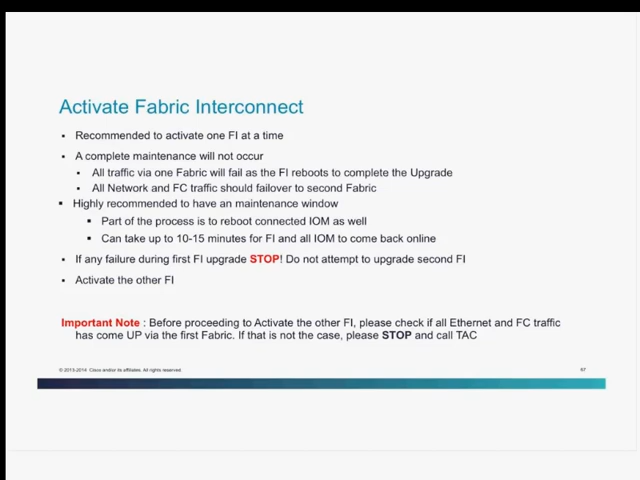 Activate Fabric Interconnect
▪ Recommended to activate one FI at a time
▪ A complete maintenance will not occur
▪ All traffic via one Fabric will fail as the FI reboots to complete the Upgrade
▪ All Network and FC traffic should failover to second Fabric
▪ Highly recommended to have an maintenance window
▪ Part of the process is to reboot connected IOM as well
▪ Can take up to 10-15 minutes for FI and all IOM to come back online
▪ If any failure during first FI upgrade STOP! Do not attempt to upgrade second FI
▪ Activate the other FI
Important Note : Before proceeding to Activate the other FI, please check if all Ethernet and FC traffic
has come UP via the first Fabric. If that is not the case, please STOP and call TAC
© 2013-2014 Cisco and/or its affiliates. All rights reserved.